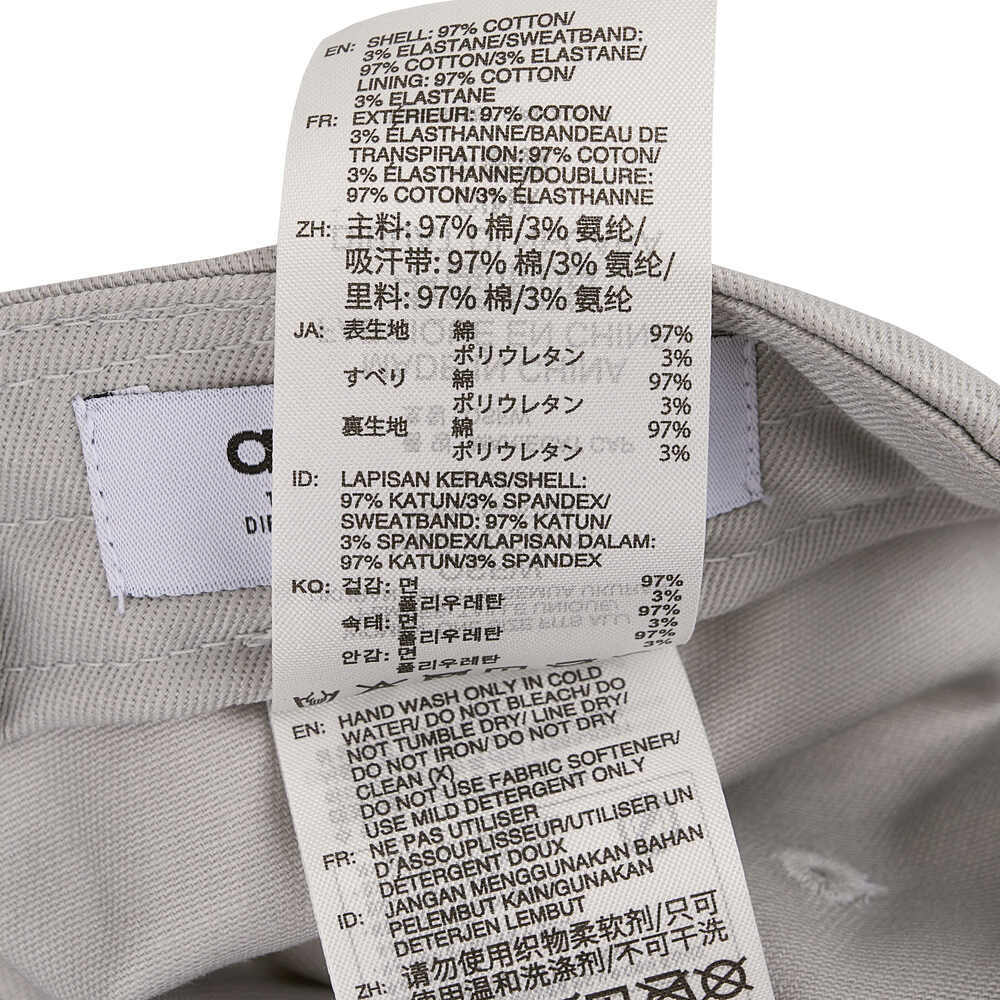 EN: SHELL: 97% COTTON/
3% ELASTANE/SWEATBAND:
97% COTTON/3% ELASTANE/
LINING: 97% COTTON/
3% ELASTANE
FR: EXTÉRIEUR: 97% COTON/
3% ÉLASTHANNE/BANDEAU DE
TRANSPIRATION: 97% COTON/
3% ÉLASTHANNE/DOUBLURE:
97% COTON/3% ÉLASTHANNE
ZH: 主料: 97% 棉/3% 氨纶/
吸汗带: 97% 棉/3% 氨纶/
里料: 97% 棉/3% 氨纶
JA: 表生地 綿 97%
ポリウレタン 3%
すべり 綿 97%
ポリウレタン 3%
裏生地 綿 97%
ポリウレタン 3%
ID: LAPISAN KERAS/SHELL:
97% KATUN/3% SPANDEX/
SWEATBAND: 97% KATUN/
3% SPANDEX/LAPISAN DALAM:
97% KATUN/3% SPANDEX
KO: 겉감: 면 97%
폴리우레탄 3%
속테: 면 97%
폴리우레탄 3%
안감: 면 97%
폴리우레탄 3%
EN: HAND WASH ONLY IN COLD
WATER/ DO NOT BLEACH/ DO
NOT TUMBLE DRY/ LINE DRY/
DO NOT IRON/ DO NOT DRY
CLEAN (X)
DO NOT USE FABRIC SOFTENER/
USE MILD DETERGENT ONLY
FR: NE PAS UTILISER
D'ASSOUPLISSEUR/UTILISER UN
DÉTERGENT DOUX
ID: JANGAN MENGGUNAKAN BAHAN
PELEMBUT KAIN/GUNAKAN
DETERJEN LEMBUT
ZH: 请勿使用织物柔软剂/只可
使用温和洗涤剂/不可干洗